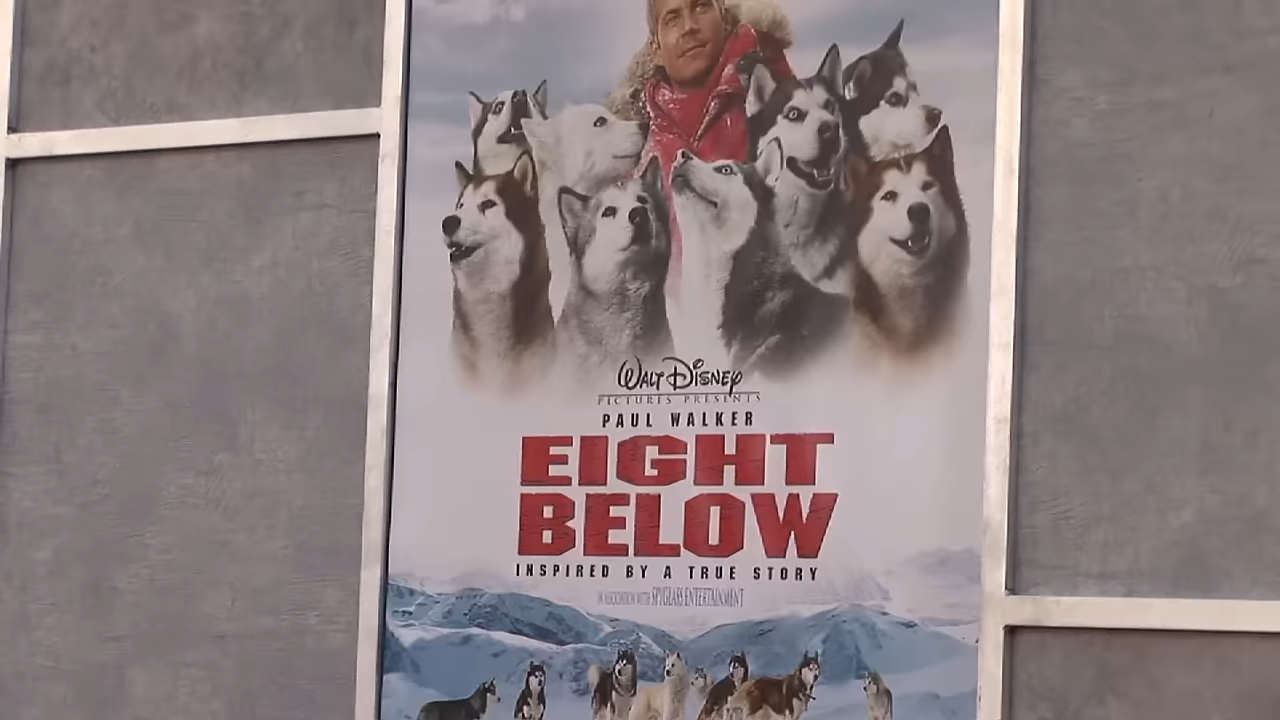 WALT DISNEY
PICTURES PRESENTS
PAUL WALKER
EIGHT
BELOW
INSPIRED BY A TRUE STORY
IN ASSOCIATION WITH SPYGLASS ENTERTAINMENT